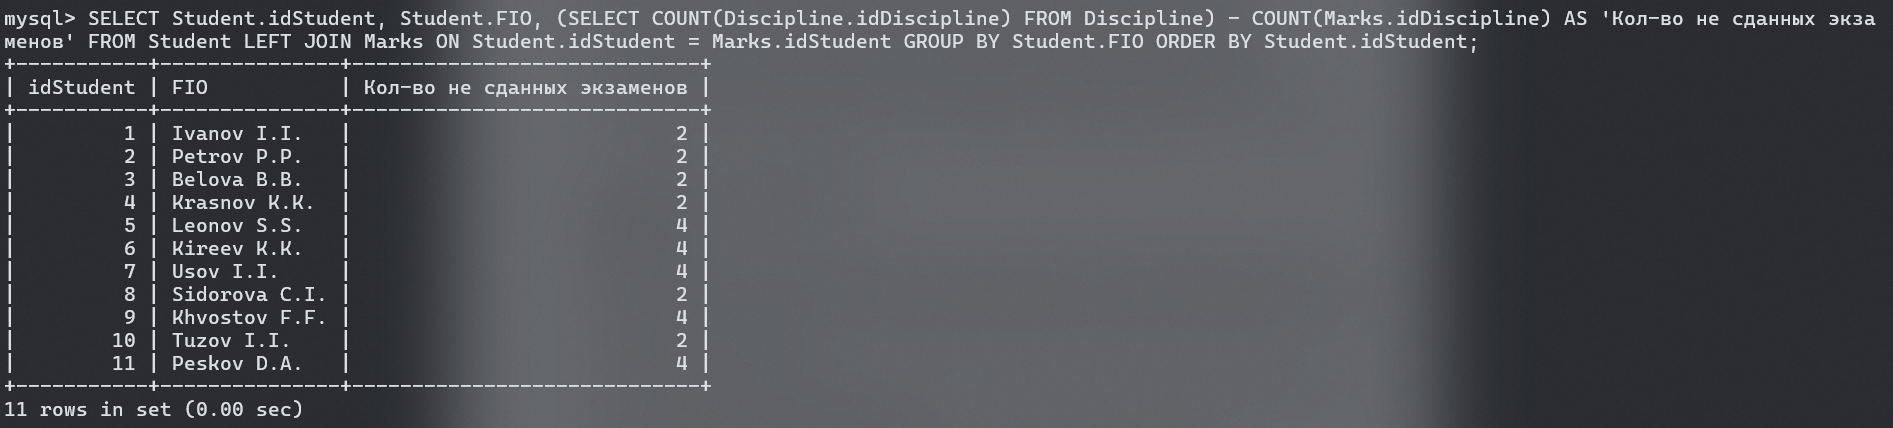 mysql> SELECT Student.idStudent, Student.FIO, (SELECT COUNT(Discipline.idDiscipline) FROM Discipline) - COUNT(Marks.idDiscipline) AS 'Кол-во не сданных экза
менов' FROM Student LEFT JOIN Marks ON Student.idStudent = Marks.idStudent GROUP BY Student.FIO ORDER BY Student.idStudent;
+-----------+---------------+-----------------------------+
| idStudent | FIO           | Кол-во не сданных экзаменов |
+-----------+---------------+-----------------------------+
|         1 | Ivanov I.I.   |                           2 |
|         2 | Petrov P.P.   |                           2 |
|         3 | Belova B.B.   |                           2 |
|         4 | Krasnov K.K.  |                           2 |
|         5 | Leonov S.S.   |                           4 |
|         6 | Kireev K.K.   |                           4 |
|         7 | Usov I.I.     |                           4 |
|         8 | Sidorova C.I. |                           2 |
|         9 | Khvostov F.F. |                           4 |
|        10 | Tuzov I.I.    |                           2 |
|        11 | Peskov D.A.   |                           4 |
+-----------+---------------+-----------------------------+
11 rows in set (0.00 sec)